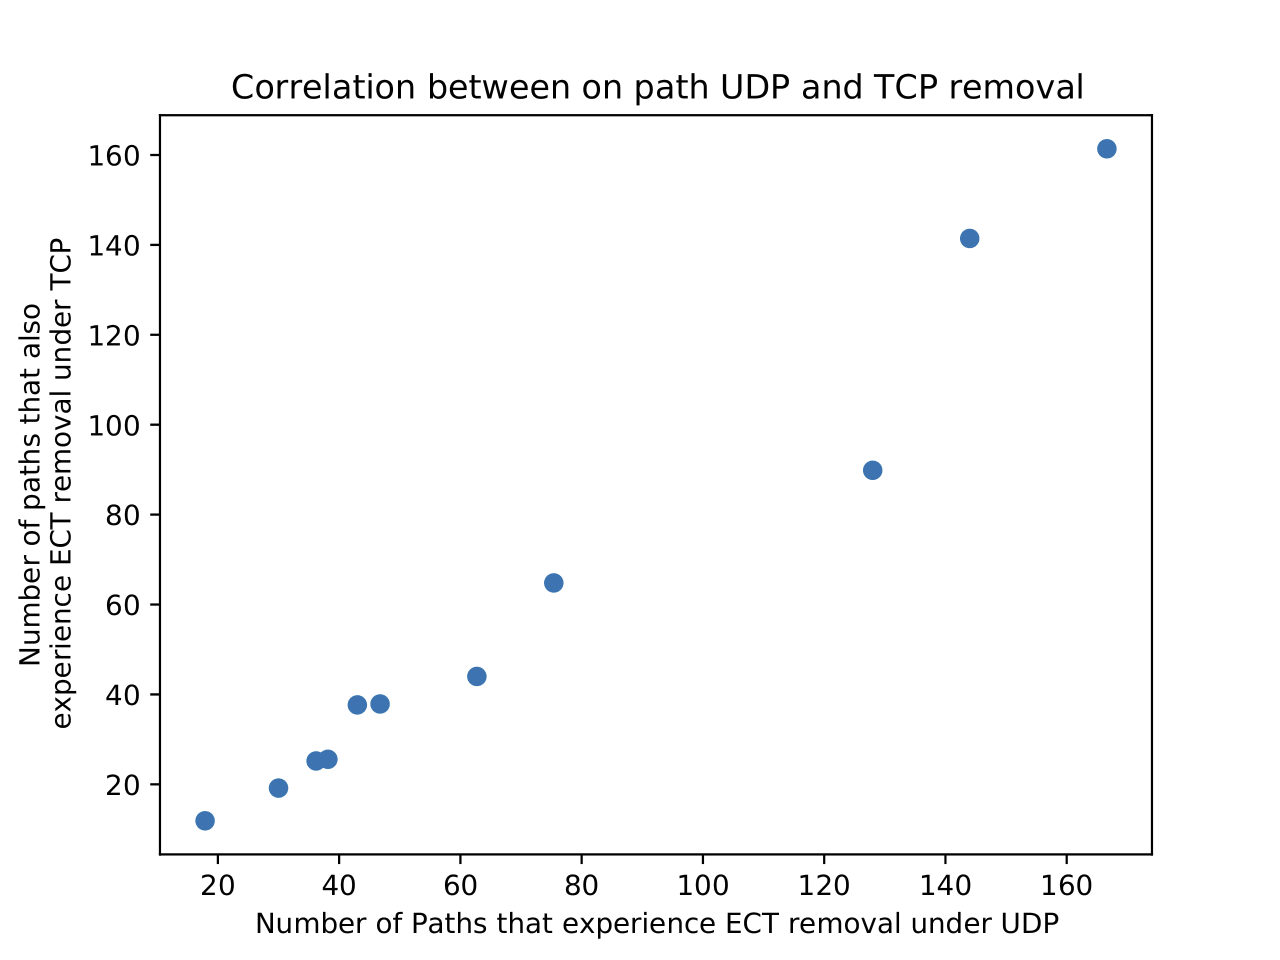 Correlation between on path UDP and TCP removal
Number of paths that also
experience ECT removal under TCP
160
140
120
100
80
60
40
20
20 40 60 80 100 120 140 160
Number of Paths that experience ECT removal under UDP